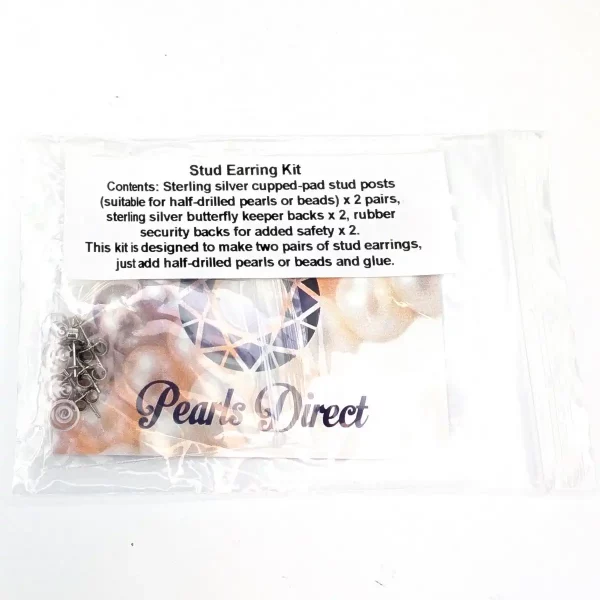 Stud Earring Kit
Contents: Sterling silver cupped-pad stud posts
(suitable for half-drilled pearls or beads) x 2 pairs,
sterling silver butterfly keeper backs x 2, rubber
security backs for added safety x 2.
This kit is designed to make two pairs of stud earrings,
just add half-drilled pearls or beads and glue.
Pearls Direct